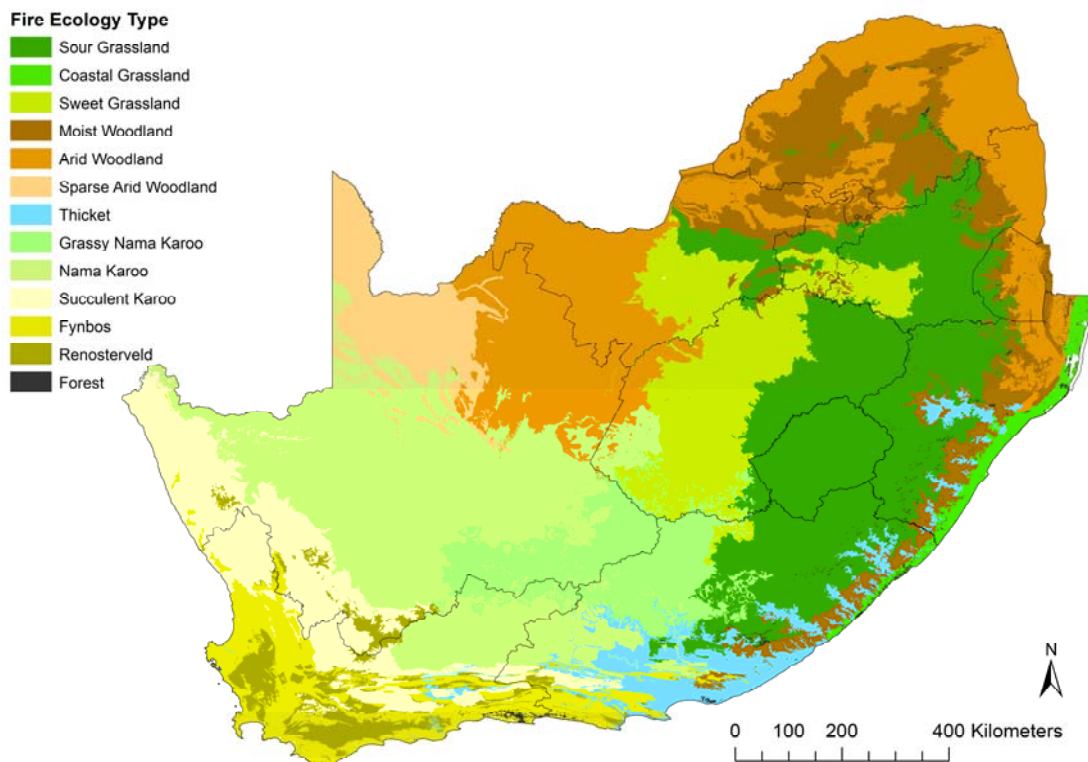 Fire Ecology Type
Sour Grassland
Coastal Grassland
Sweet Grassland
Moist Woodland
Arid Woodland
Sparse Arid Woodland
Thicket
Grassy Nama Karoo
Nama Karoo
Succulent Karoo
Fynbos
Renosterveld
Forest
N
0 100 200 400 Kilometers